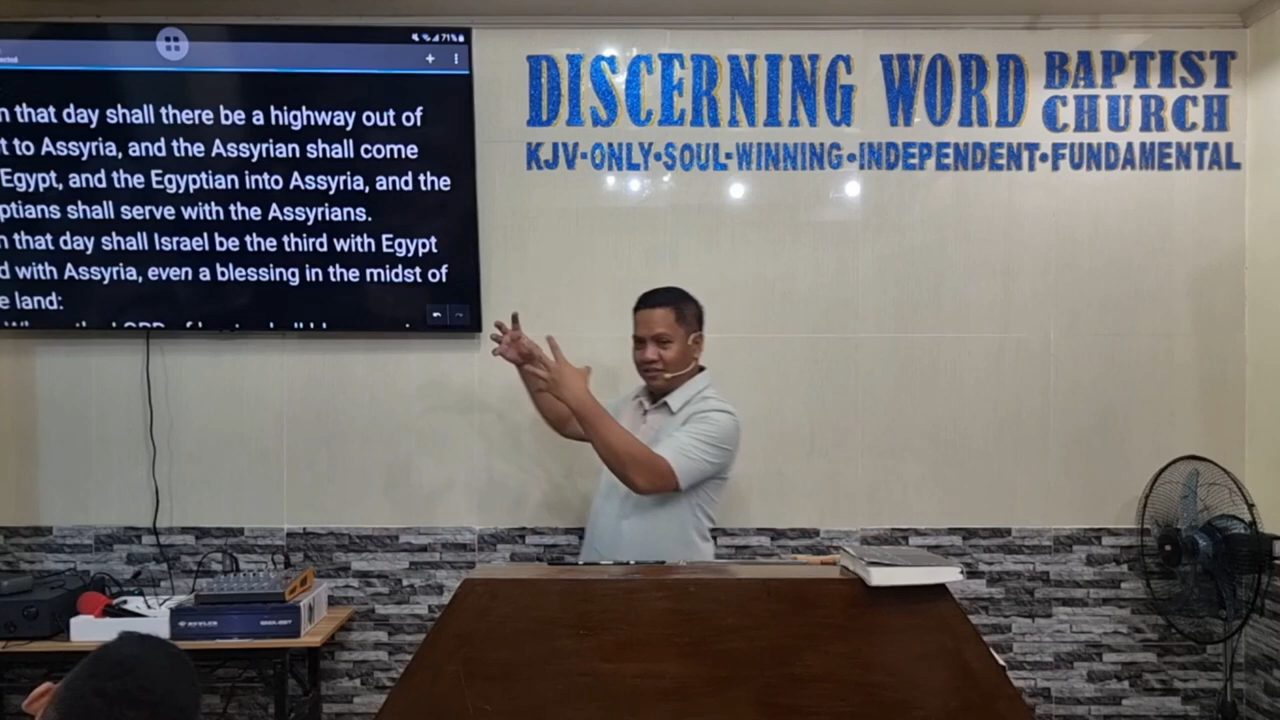 71%
n that day shall there be a highway out of
t to Assyria, and the Assyrian shall come
Egypt, and the Egyptian into Assyria, and the
ptians shall serve with the Assyrians.
n that day shall Israel be the third with Egypt
d with Assyria, even a blessing in the midst of
e land:
DISCERNING WORD BAPTIST
CHURCH
KJV-ONLY•SOUL-WINNING•INDEPENDENT•FUNDAMENTAL